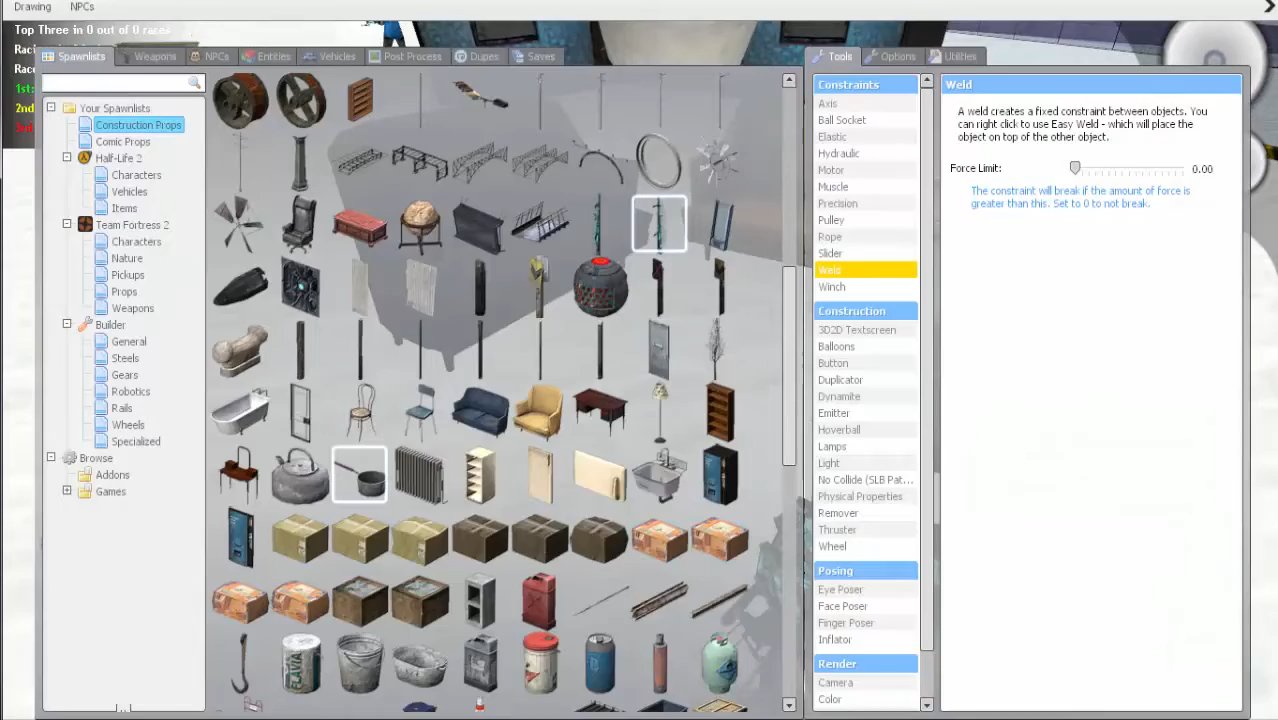 Drawing NPCs
Top Three in 0 out of 0 races
Raci
Race
1st:
2nd
3rd
Spawnlists Weapons NPCs Entities Vehicles Post Process Dupes Saves
Your Spawnlists
Construction Props
Comic Props
Half-Life 2
Characters
Vehicles
Items
Team Fortress 2
Characters
Nature
Pickups
Props
Weapons
Builder
General
Steels
Gears
Robotics
Rails
Wheels
Specialized
Browse
Addons
Games
Tools Options Utilities
Constraints
Axis
Ball Socket
Elastic
Hydraulic
Motor
Muscle
Precision
Pulley
Rope
Slider
Weld
Winch
Construction
3D2D Textscreen
Balloons
Button
Duplicator
Dynamite
Emitter
Hoverball
Lamps
Light
No Collide (SLB Pat...
Physical Properties
Remover
Thruster
Wheel
Posing
Eye Poser
Face Poser
Finger Poser
Inflator
Render
Camera
Color
Weld
A weld creates a fixed constraint between objects. You
can right click to use Easy Weld - which will place the
object on top of the other object.
Force Limit: 0.00
The constraint will break if the amount of force is
greater than this. Set to 0 to not break.